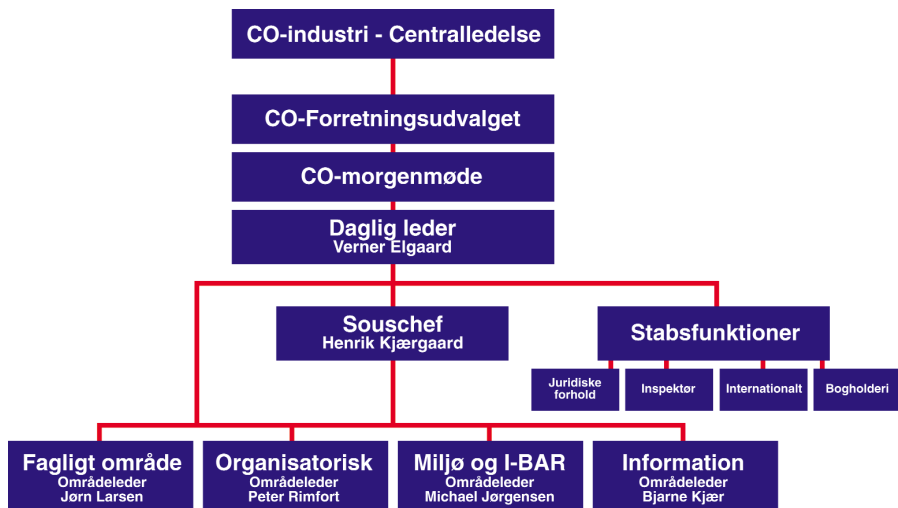 CO-industri - Centralledelse
CO-Forretningsudvalget
CO-morgenmøde
Daglig leder
Verner Elgaard
Souschef
Henrik Kjærgaard
Stabsfunktioner
Juridiske
forhold
Inspektør
Internationalt
Bogholderi
Fagligt område
Områdeleder
Jørn Larsen
Organisatorisk
Områdeleder
Peter Rimfort
Miljø og I-BAR
Områdeleder
Michael Jørgensen
Information
Områdeleder
Bjarne Kjær